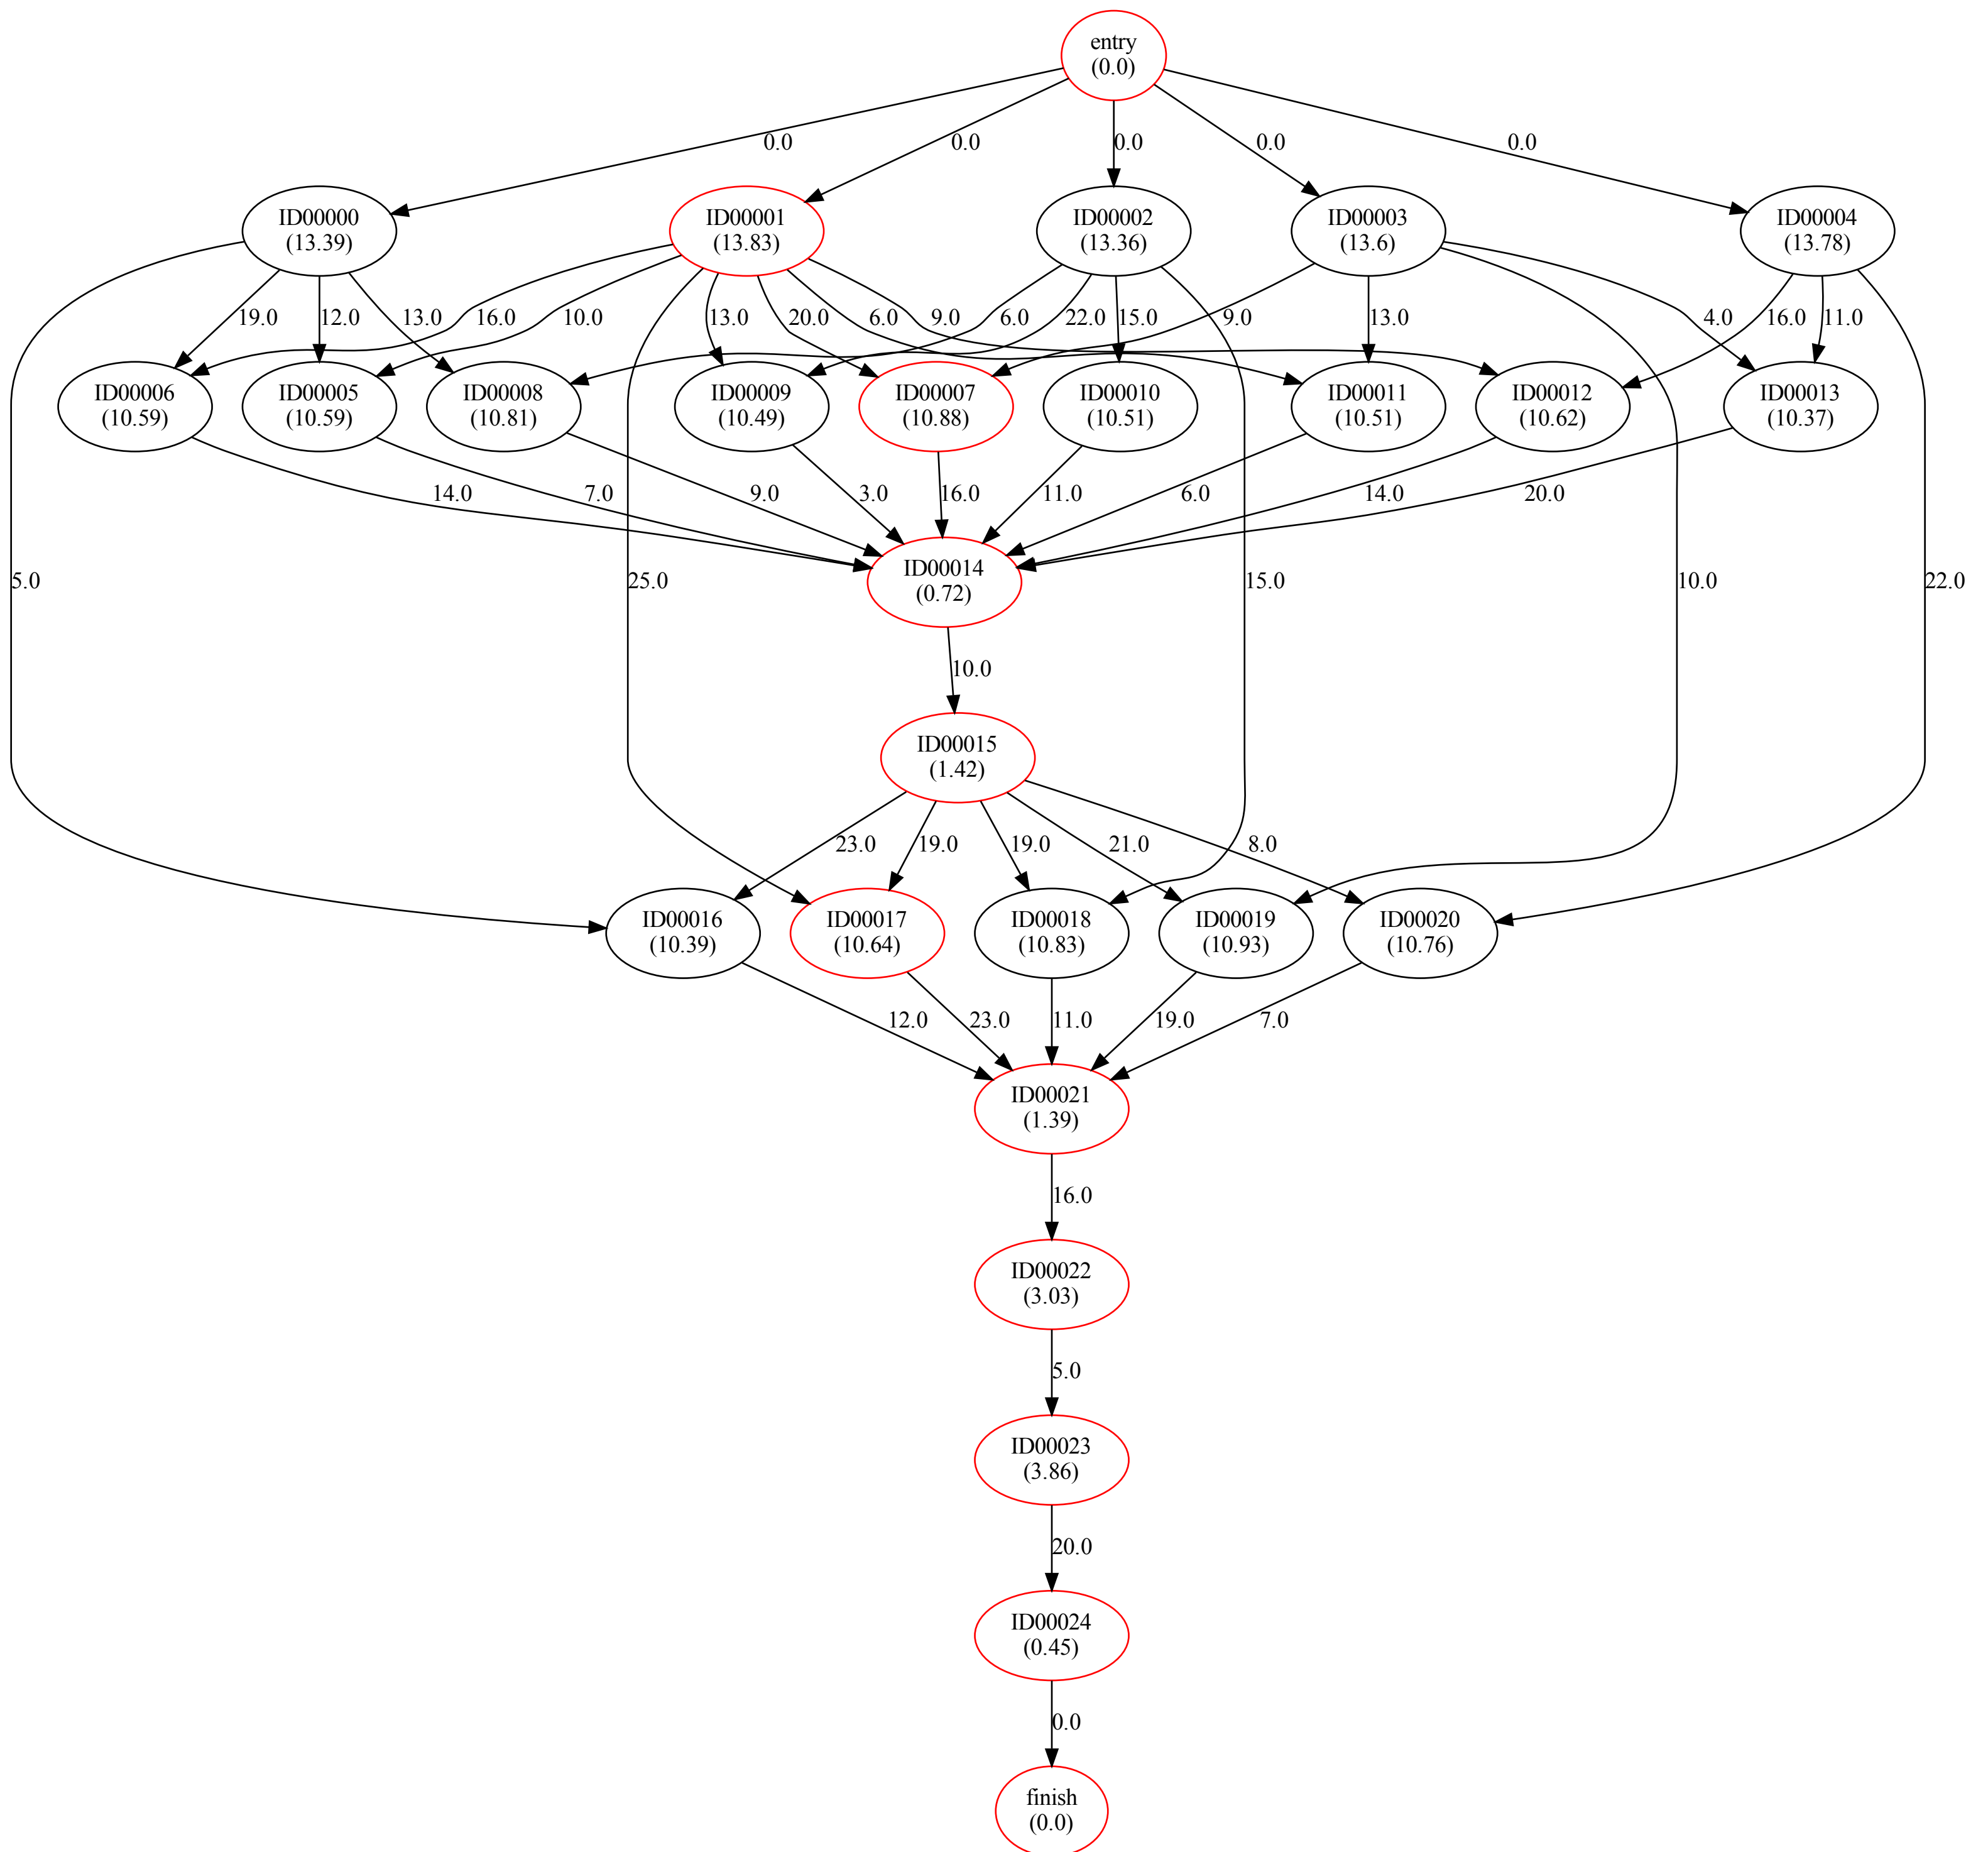 entry
(0.0)
0.0
0.0
0.0
0.0
0.0
ID00000
(13.39)
ID00001
(13.83)
ID00002
(13.36)
ID00003
(13.6)
ID00004
(13.78)
19.0
12.0
13.0
16.0
10.0
13.0
20.0
6.0
9.0
6.0
22.0
15.0
9.0
13.0
4.0
16.0
11.0
ID00006
(10.59)
ID00005
(10.59)
ID00008
(10.81)
ID00009
(10.49)
ID00007
(10.88)
ID00010
(10.51)
ID00011
(10.51)
ID00012
(10.62)
ID00013
(10.37)
14.0
7.0
9.0
3.0
16.0
11.0
6.0
14.0
20.0
5.0
25.0
ID00014
(0.72)
15.0
10.0
22.0
10.0
ID00015
(1.42)
23.0
19.0
19.0
21.0
8.0
ID00016
(10.39)
ID00017
(10.64)
ID00018
(10.83)
ID00019
(10.93)
ID00020
(10.76)
12.0
23.0
11.0
19.0
7.0
ID00021
(1.39)
16.0
ID00022
(3.03)
5.0
ID00023
(3.86)
20.0
ID00024
(0.45)
0.0
finish
(0.0)